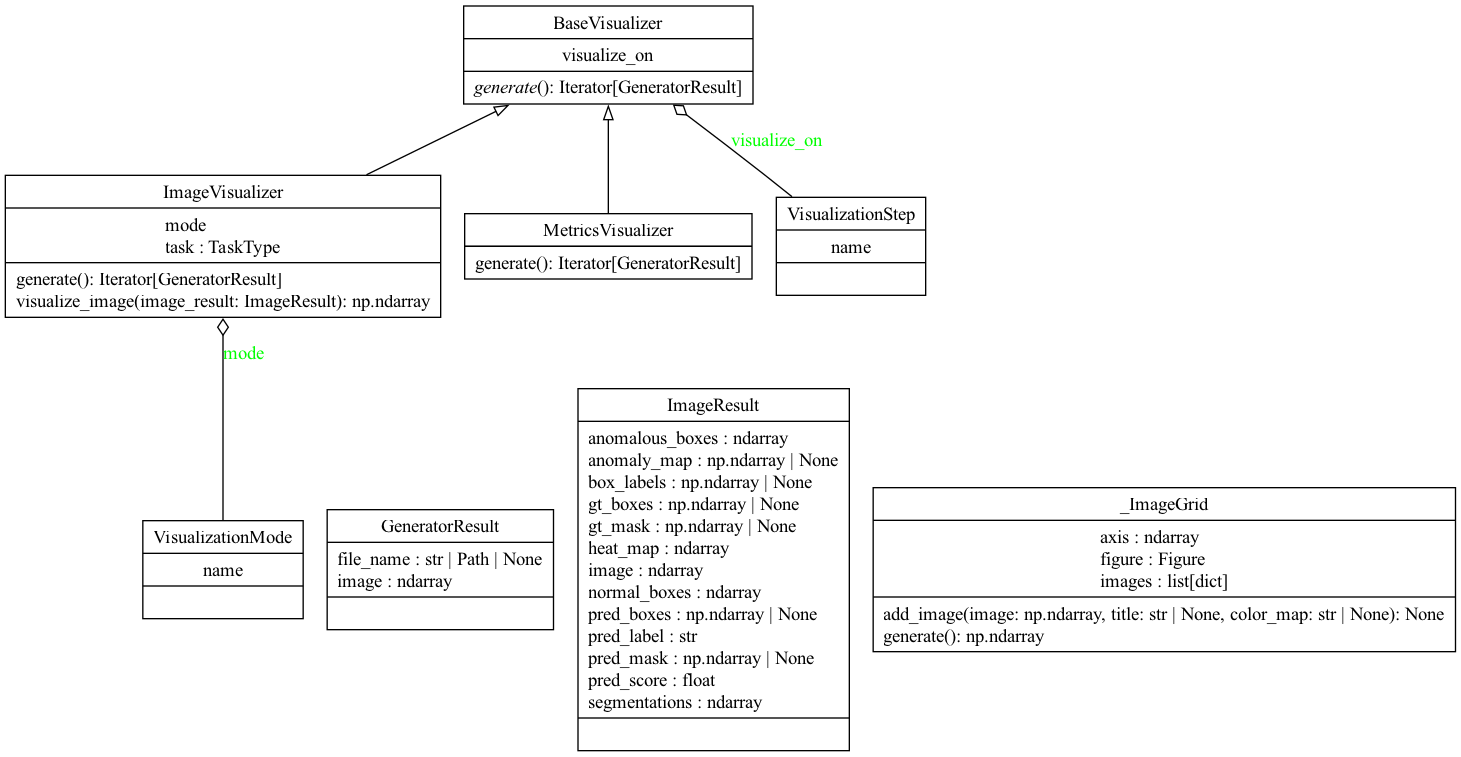 BaseVisualizer
visualize_on
generate(): Iterator[GeneratorResult]
visualize_on
ImageVisualizer
mode
task : TaskType
generate(): Iterator[GeneratorResult]
visualize_image(image_result: ImageResult): np.ndarray
MetricsVisualizer
generate(): Iterator[GeneratorResult]
VisualizationStep
name
mode
VisualizationMode
name
GeneratorResult
file_name : str | Path | None
image : ndarray
ImageResult
anomalous_boxes : ndarray
anomaly_map : np.ndarray | None
box_labels : np.ndarray | None
gt_boxes : np.ndarray | None
gt_mask : np.ndarray | None
heat_map : ndarray
image : ndarray
normal_boxes : ndarray
pred_boxes : np.ndarray | None
pred_label : str
pred_mask : np.ndarray | None
pred_score : float
segmentations : ndarray
_ImageGrid
axis : ndarray
figure : Figure
images : list[dict]
add_image(image: np.ndarray, title: str | None, color_map: str | None): None
generate(): np.ndarray